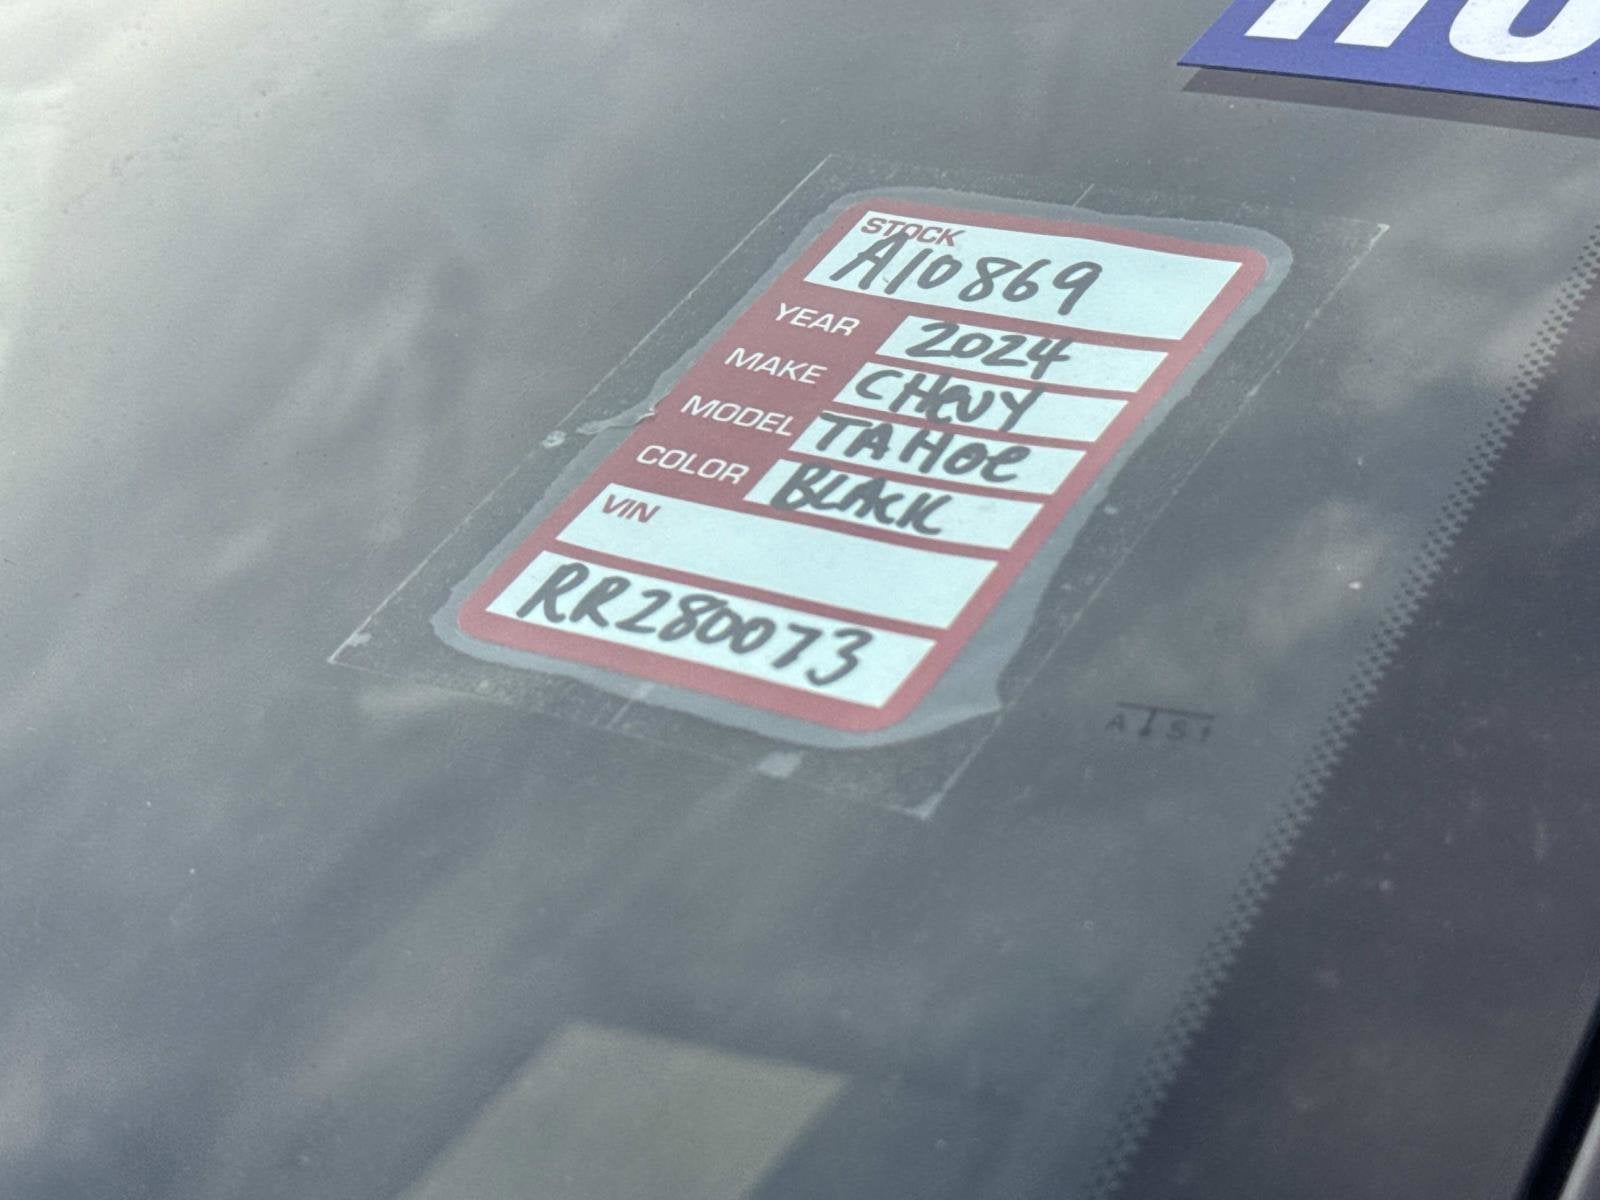 STOCK
A10869
YEAR 2024
MAKE CHevY
MODEL TAHOe
COLOR BLACK
VIN
RR280073